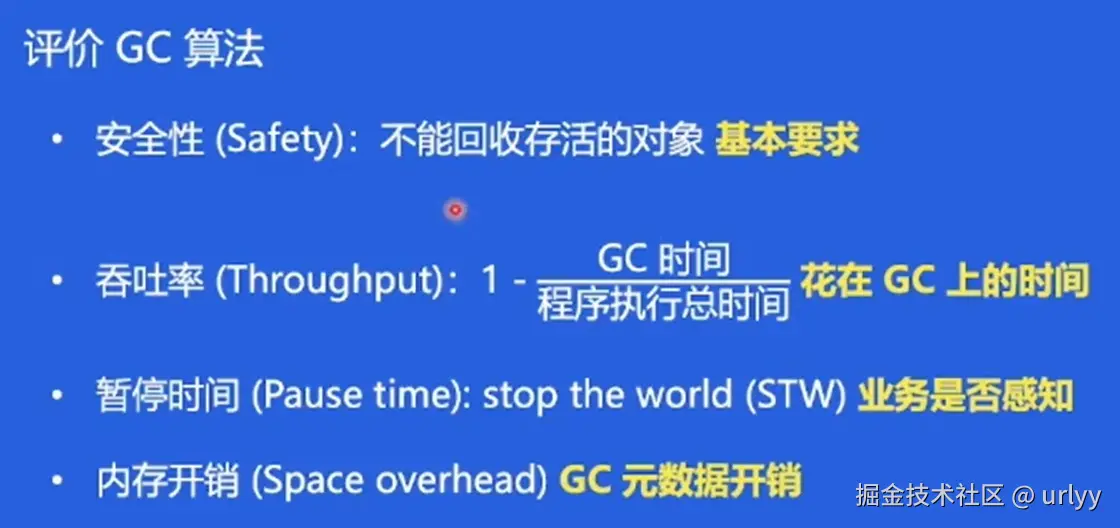 评价 GC 算法
• 安全性 (Safety)：不能回收存活的对象 基本要求
• 吞吐率 (Throughput)：1 - GC 时间 / 程序执行总时间 花在 GC 上的时间
• 暂停时间 (Pause time): stop the world (STW) 业务是否感知
• 内存开销 (Space overhead) GC 元数据开销
掘金技术社区 @ urlyy